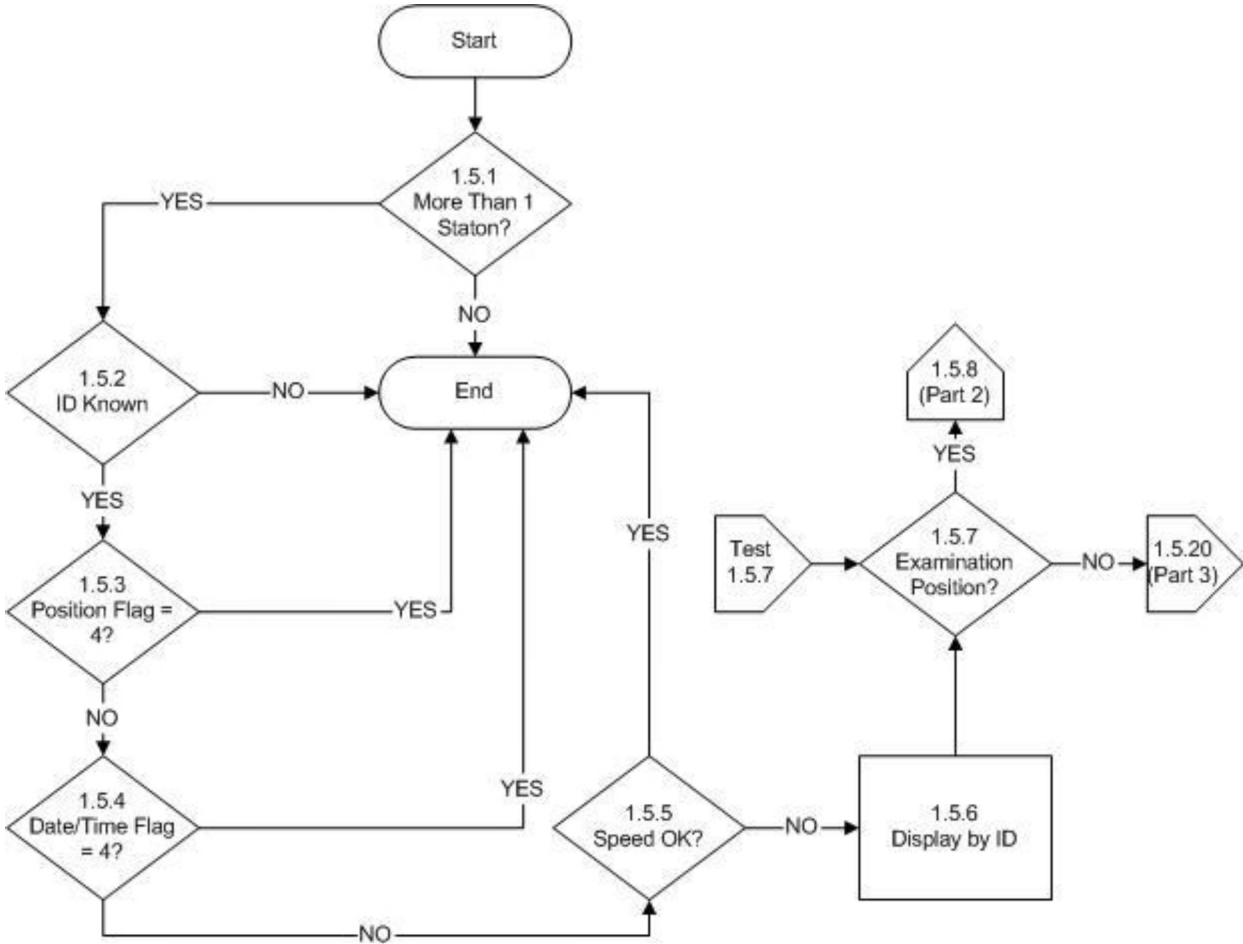 Start
1.5.1
More Than 1
Staton?
YES
NO
1.5.2
ID Known
NO
End
1.5.8
(Part 2)
YES
YES
YES
1.5.3
Position Flag =
4?
YES
Test
1.5.7
1.5.7
Examination
Position?
NO
1.5.20
(Part 3)
NO
1.5.4
Date/Time Flag
= 4?
YES
1.5.5
Speed OK?
NO
1.5.6
Display by ID
NO